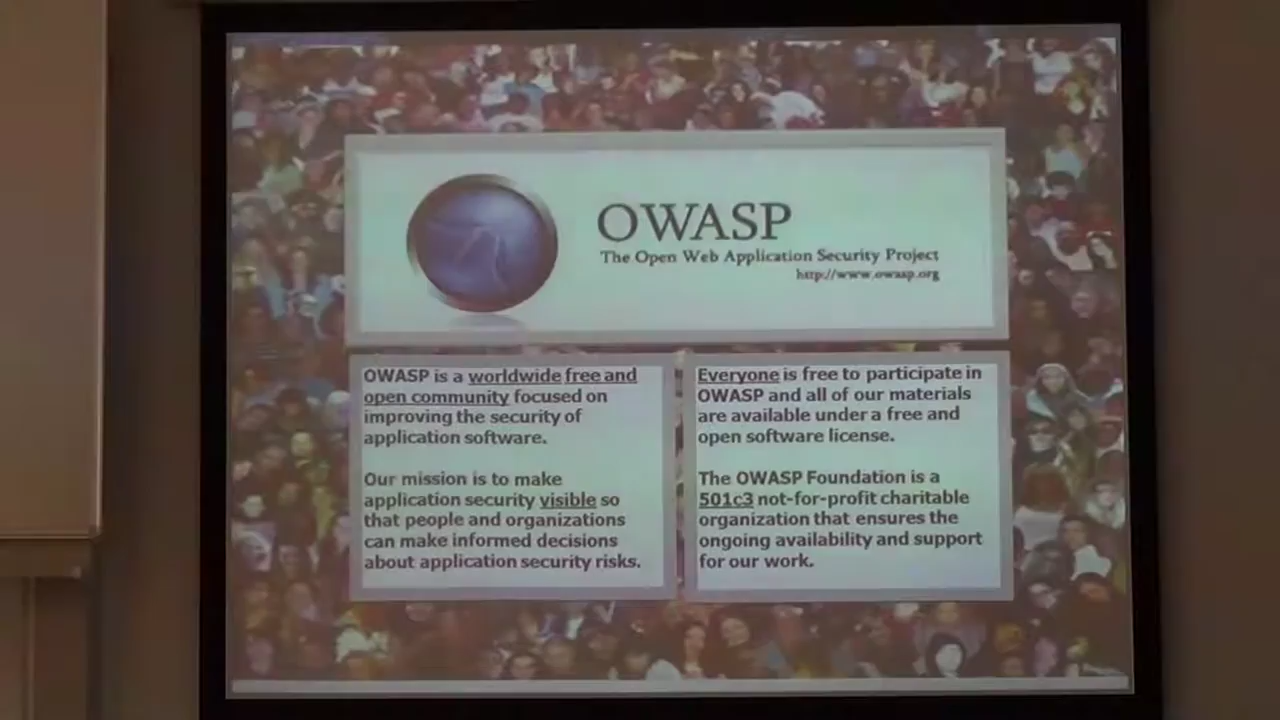 OWASP
The Open Web Application Security Project
http://www.owasp.org
OWASP is a worldwide free and
open community focused on
improving the security of
application software.
Our mission is to make
application security visible so
that people and organizations
can make informed decisions
about application security risks.
Everyone is free to participate in
OWASP and all of our materials
are available under a free and
open software license.
The OWASP Foundation is a
501c3 not-for-profit charitable
organization that ensures the
ongoing availability and support
for our work.